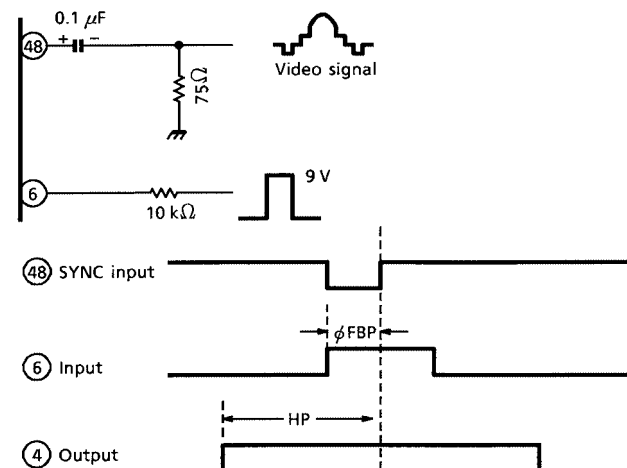 0.1 μF
48 + −
75Ω
Video signal
6
10 kΩ
9 V
48 SYNC input
φFBP
6 Input
HP
4 Output